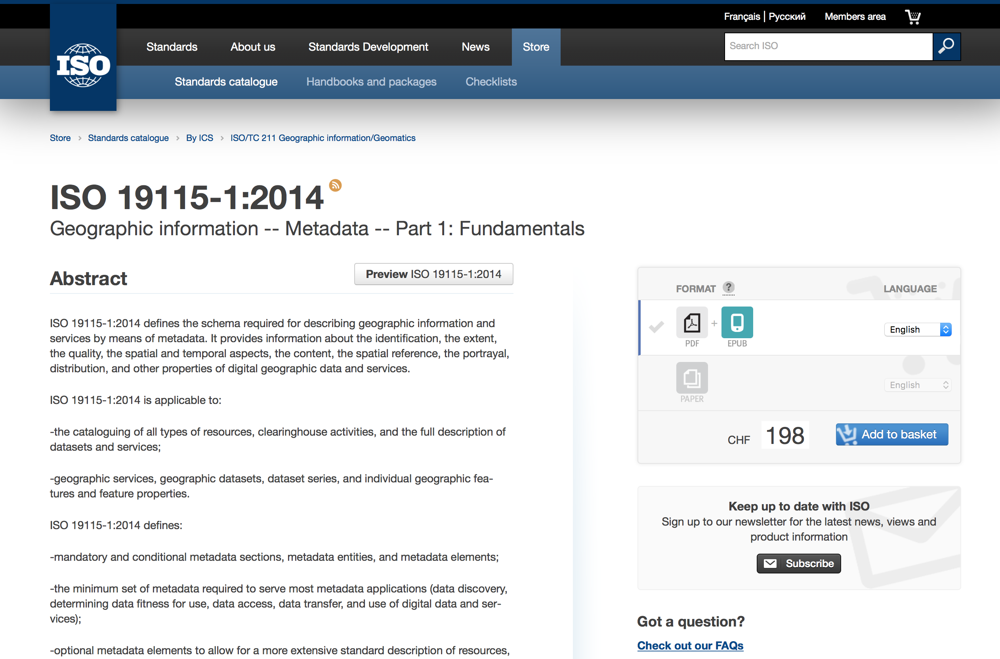 Français | Русский Members area
ISO
Standards About us Standards Development News Store
Search ISO
Standards catalogue Handbooks and packages Checklists
Store > Standards catalogue > By ICS > ISO/TC 211 Geographic information/Geomatics
ISO 19115-1:2014
Geographic information -- Metadata -- Part 1: Fundamentals
Abstract
Preview ISO 19115-1:2014
ISO 19115-1:2014 defines the schema required for describing geographic information and
services by means of metadata. It provides information about the identification, the extent,
the quality, the spatial and temporal aspects, the content, the spatial reference, the portrayal,
distribution, and other properties of digital geographic data and services.
ISO 19115-1:2014 is applicable to:
-the cataloguing of all types of resources, clearinghouse activities, and the full description of
datasets and services;
-geographic services, geographic datasets, dataset series, and individual geographic fea-
tures and feature properties.
ISO 19115-1:2014 defines:
-mandatory and conditional metadata sections, metadata entities, and metadata elements;
-the minimum set of metadata required to serve most metadata applications (data discovery,
determining data fitness for use, data access, data transfer, and use of digital data and ser-
vices);
-optional metadata elements to allow for a more extensive standard description of resources,
FORMAT ? LANGUAGE
English
PDF + EPUB
English
PAPER
CHF 198 Add to basket
Keep up to date with ISO
Sign up to our newsletter for the latest news, views and
product information
Subscribe
Got a question?
Check out our FAQs